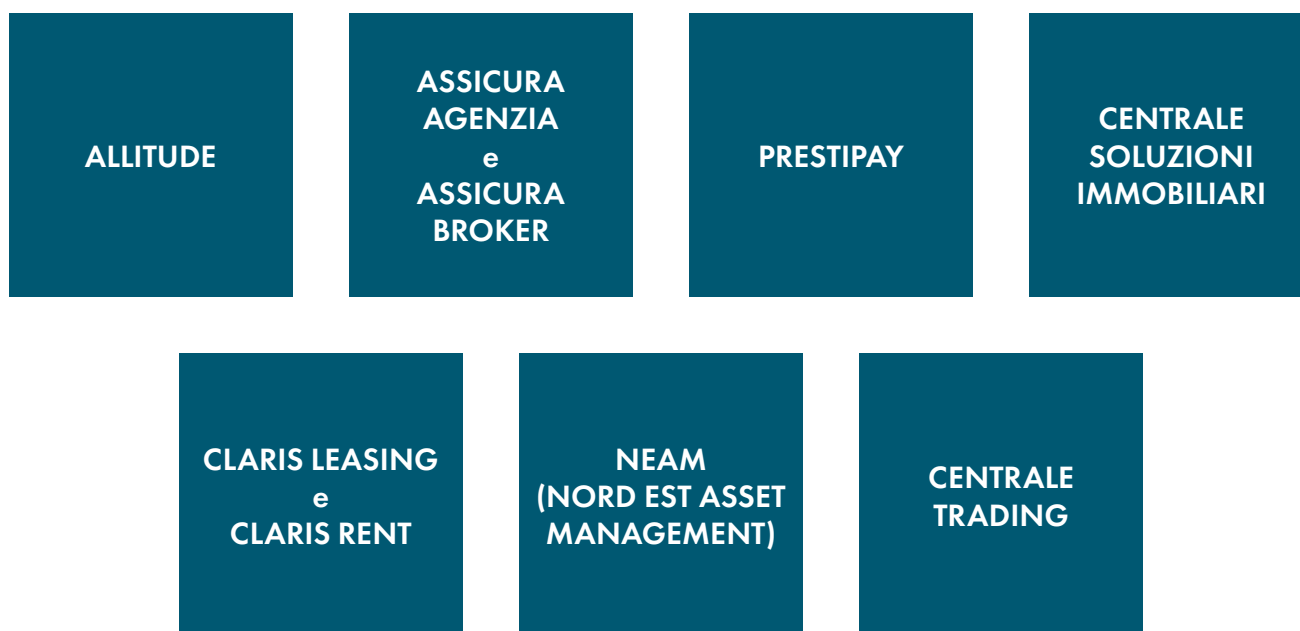 ALLITUDE
ASSICURA
AGENZIA
e
ASSICURA
BROKER
PRESTIPAY
CENTRALE
SOLUZIONI
IMMOBILIARI
CLARIS LEASING
e
CLARIS RENT
NEAM
(NORD EST ASSET
MANAGEMENT)
CENTRALE
TRADING